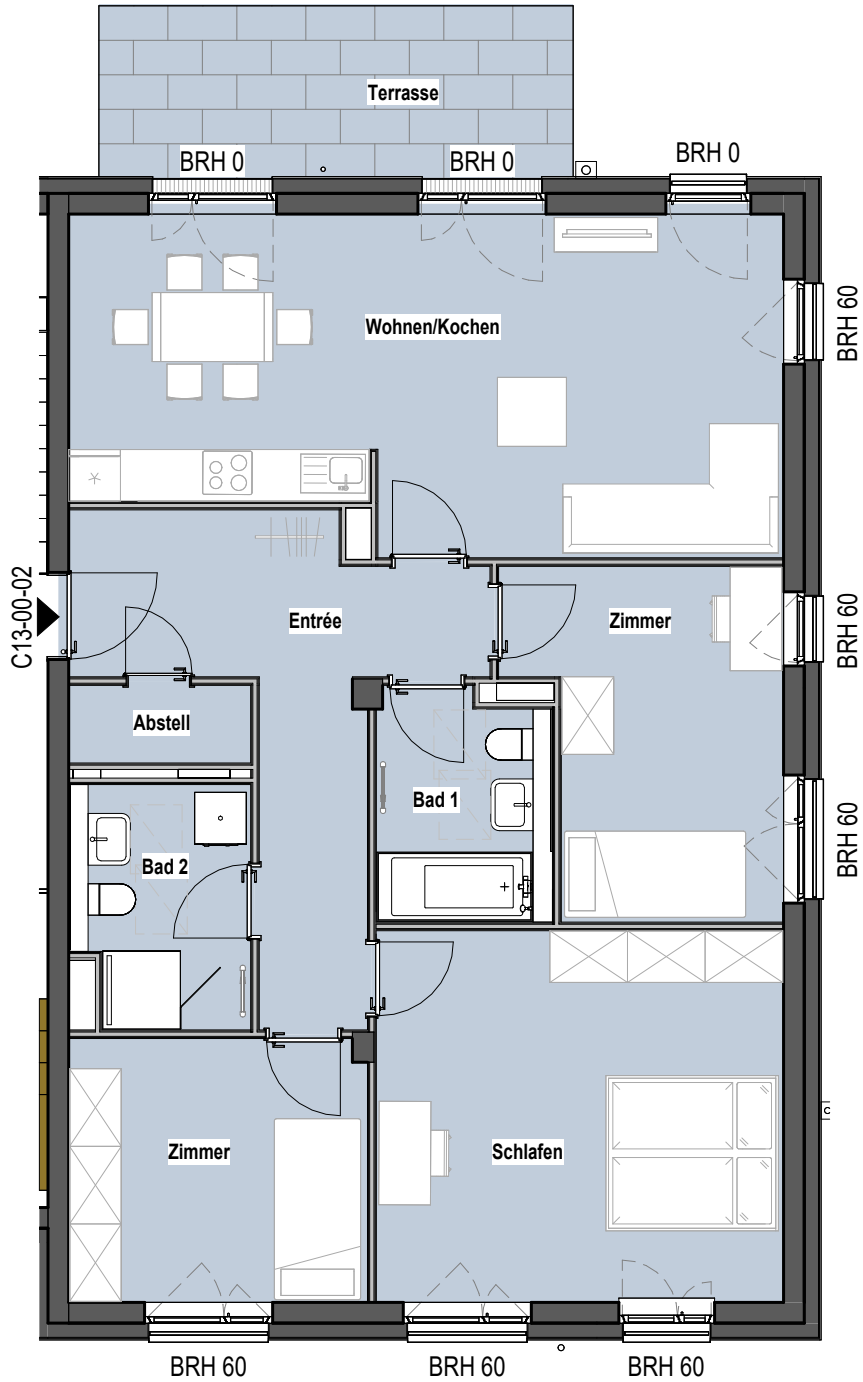 Terrasse
BRH 0
BRH 0
BRH 0
Wohnen/Kochen
BRH 60
C13-00-02
Entrée
Zimmer
BRH 60
Abstell
Bad 1
BRH 60
Bad 2
Zimmer
Schlafen
BRH 60
BRH 60
BRH 60